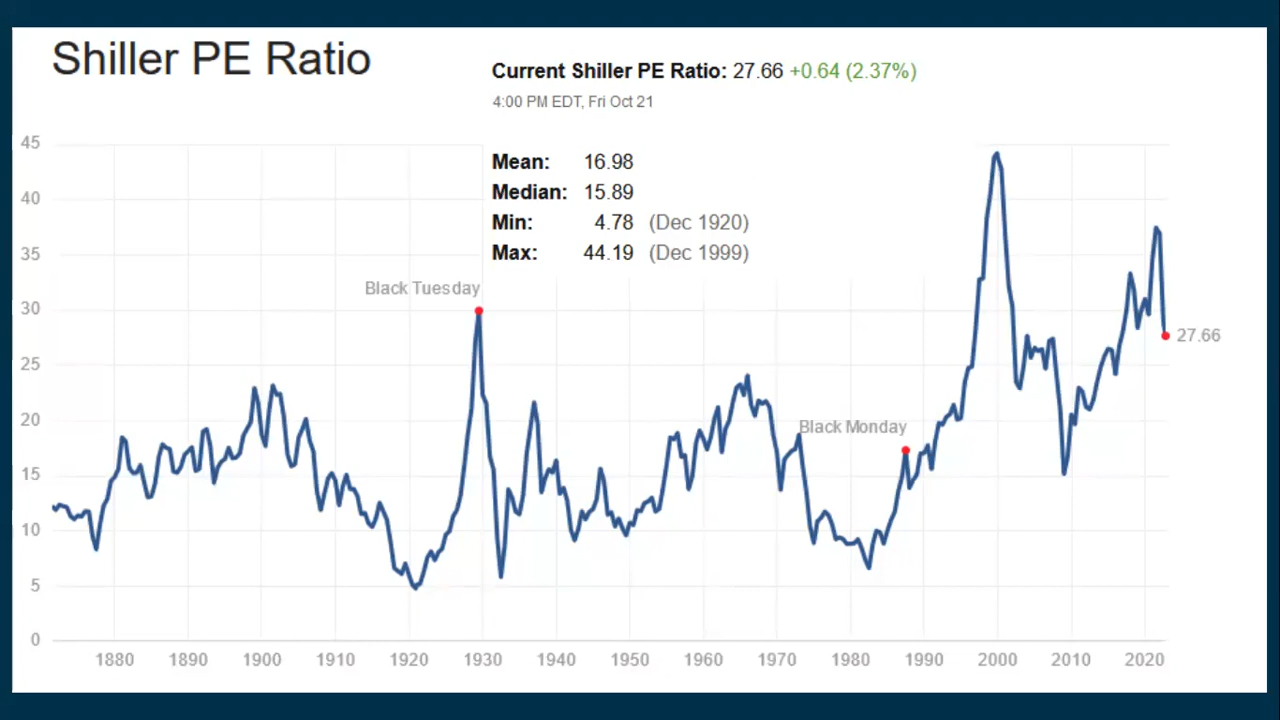 Shiller PE Ratio
Current Shiller PE Ratio: 27.66 +0.64 (2.37%)
4:00 PM EDT, Fri Oct 21
Mean: 16.98
Median: 15.89
Min: 4.78 (Dec 1920)
Max: 44.19 (Dec 1999)
45
40
35
30
25
20
15
10
5
0
Black Tuesday
Black Monday
27.66
1880 1890 1900 1910 1920 1930 1940 1950 1960 1970 1980 1990 2000 2010 2020